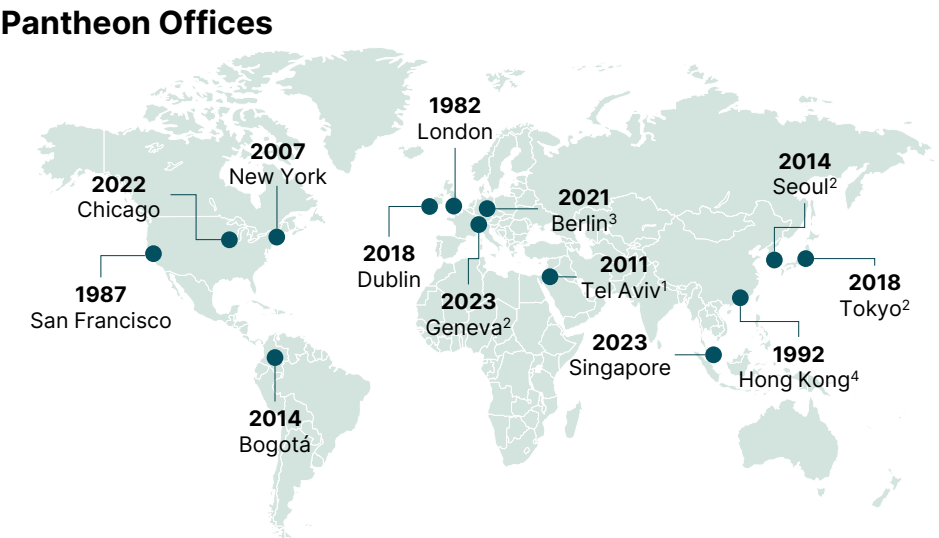 Pantheon Offices
1982
London
2007
New York
2014
Seoul²
2022
Chicago
2021
Berlin³
2018
Dublin
2011
Tel Aviv¹
2018
Tokyo²
1987
San Francisco
2023
Geneva²
2023
Singapore
1992
Hong Kong⁴
2014
Bogotá